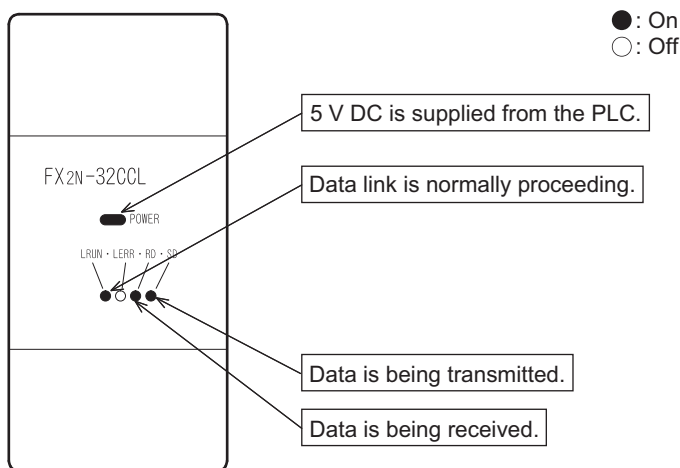 ●: On
○: Off
5 V DC is supplied from the PLC.
FX2N-32CCL
Data link is normally proceeding.
POWER
LRUN・LERR・RD・SD
Data is being transmitted.
Data is being received.